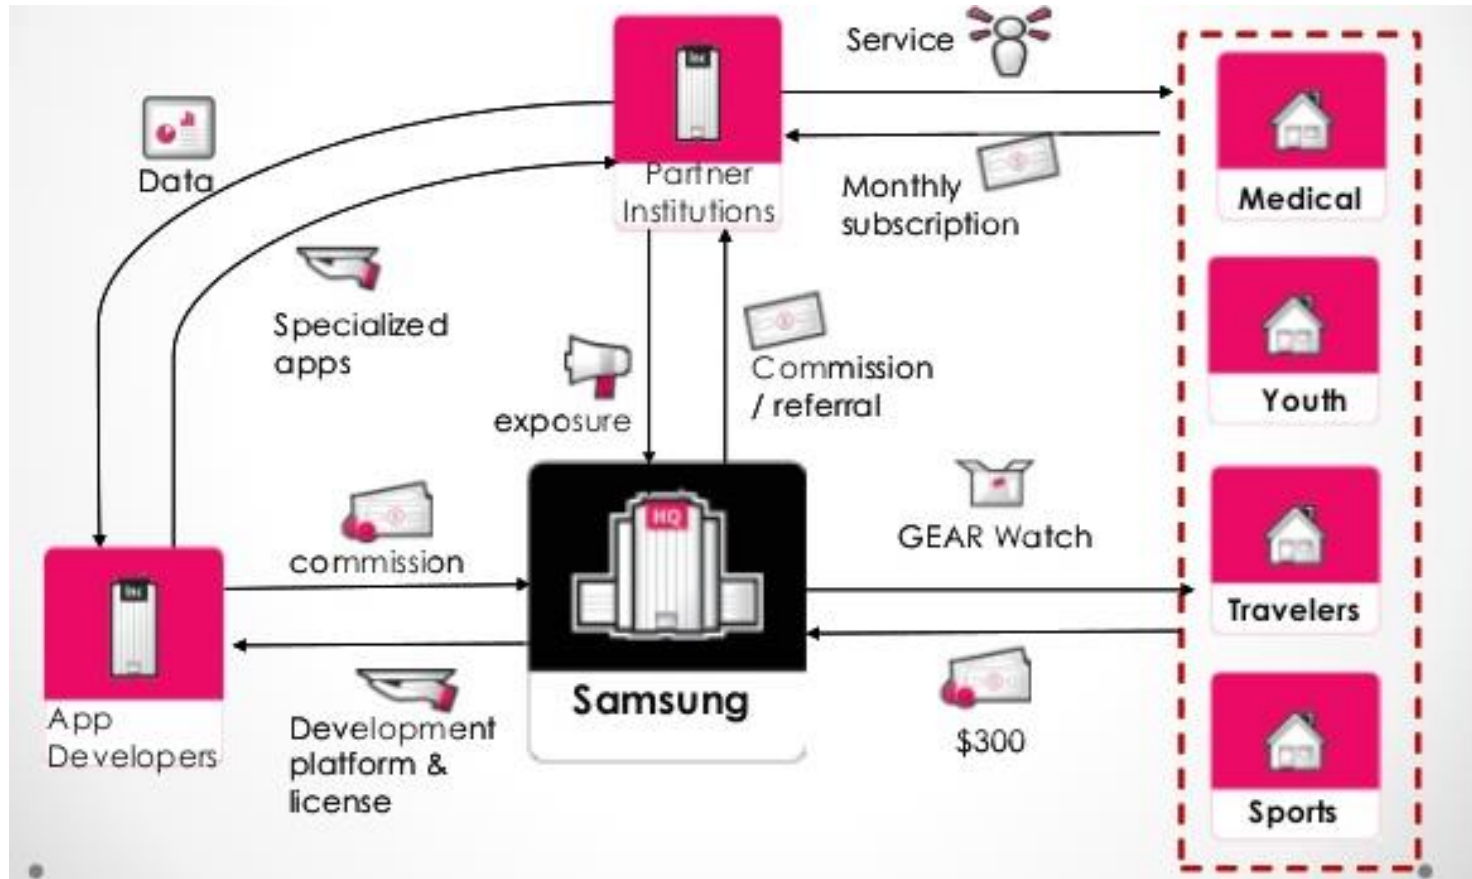 Service
Data
Partner
Institutions
Monthly
subscription
Medical
Specialized
apps
Commission
/ referral
exposure
Youth
commission
HQ
GEAR Watch
Travelers
App
Developers
Development
platform &
license
Samsung
$300
Sports